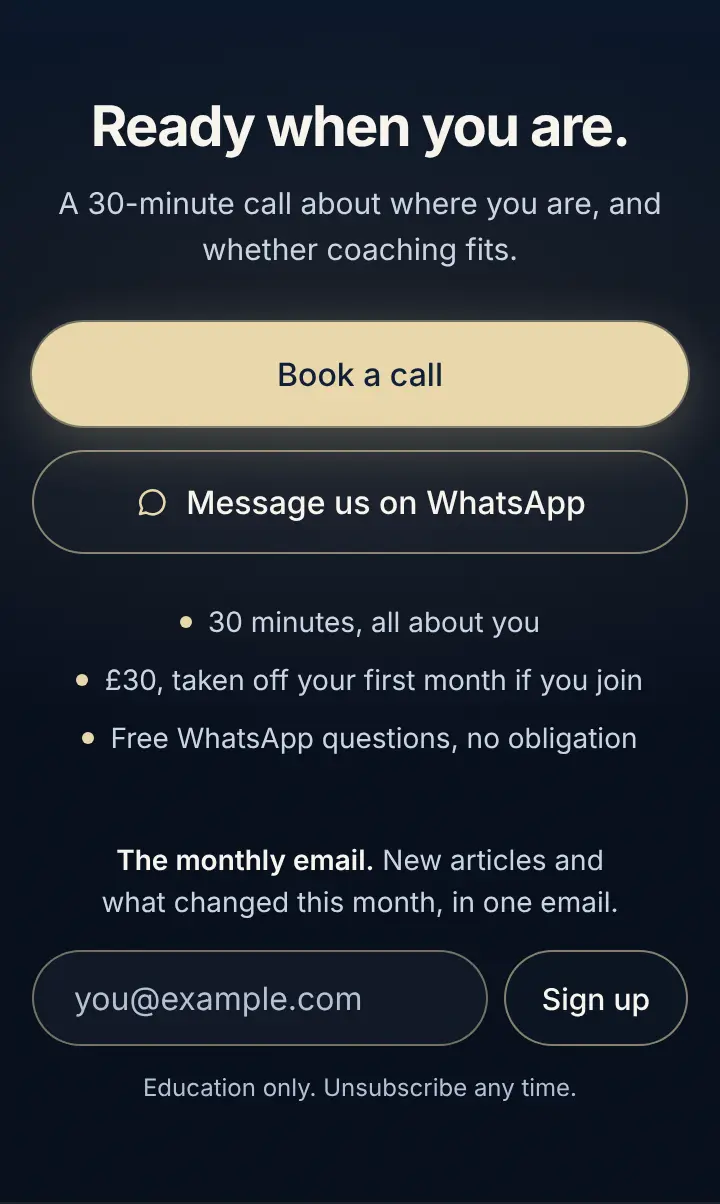 Ready when you are.
A 30-minute call about where you are, and
whether coaching fits.
Book a call
Message us on WhatsApp
30 minutes, all about you
£30, taken off your first month if you join
Free WhatsApp questions, no obligation
The monthly email. New articles and
what changed this month, in one email.
you@example.com
Sign up
Education only. Unsubscribe any time.